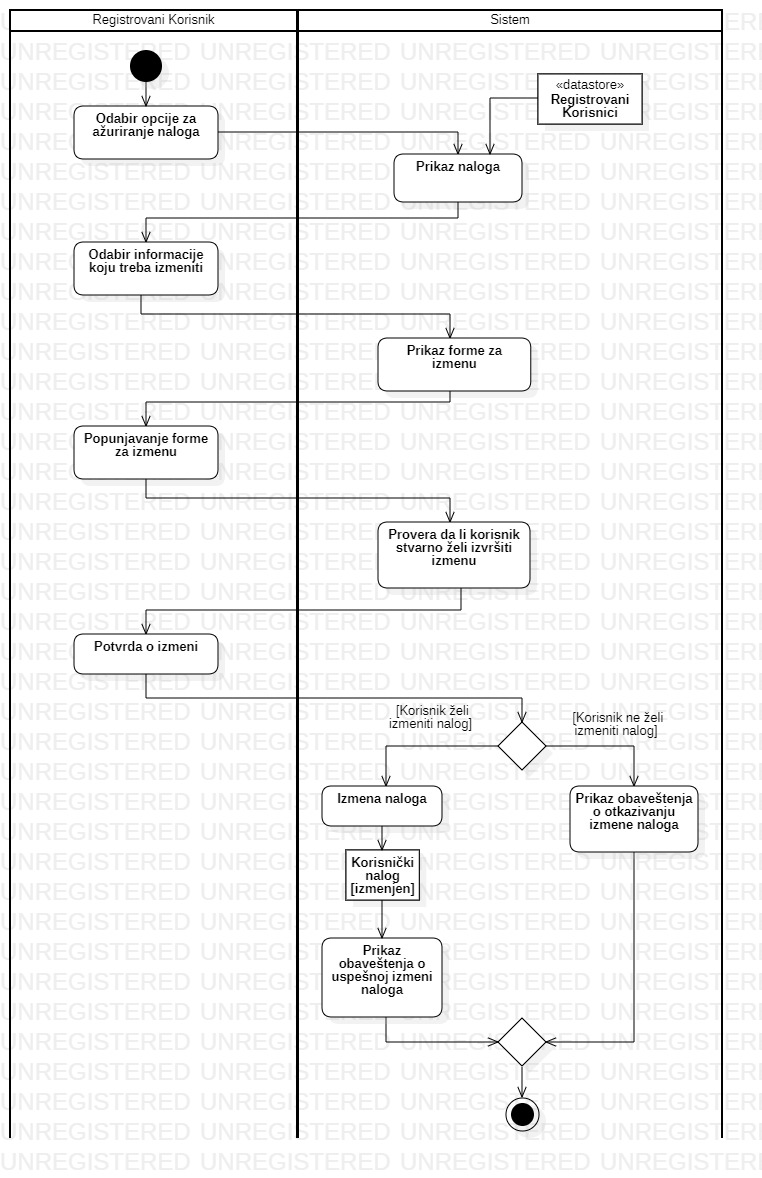 Registrovani Korisnik
Sistem
«datastore»
Registrovani
Korisnici
Odabir opcije za
ažuriranje naloga
Prikaz naloga
Odabir informacije
koju treba izmeniti
Prikaz forme za
izmenu
Popunjavanje forme
za izmenu
Provera da li korisnik
stvarno želi izvršiti
izmenu
Potvrda o izmeni
[Korisnik želi
izmeniti nalog]
[Korisnik ne želi
izmeniti nalog]
Izmena naloga
Prikaz obaveštenja
o otkazivanju
izmene naloga
Korisnički
nalog
[izmenjen]
Prikaz
obaveštenja o
uspešnoj izmeni
naloga
UNREGISTERED